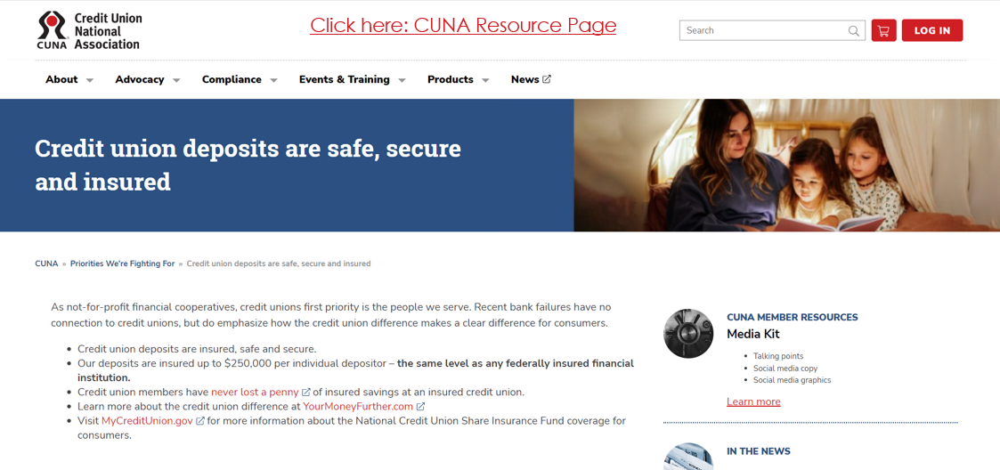 Credit Union
National
Association
CUNA
Click here: CUNA Resource Page
Search
LOG IN
About
Advocacy
Compliance
Events & Training
Products
News
Credit union deposits are safe, secure
and insured
CUNA » Priorities We're Fighting For » Credit union deposits are safe, secure and insured
As not-for-profit financial cooperatives, credit unions first priority is the people we serve. Recent bank failures have no
connection to credit unions, but do emphasize how the credit union difference makes a clear difference for consumers.
• Credit union deposits are insured, safe and secure.
• Our deposits are insured up to $250,000 per individual depositor – the same level as any federally insured financial
institution.
• Credit union members have never lost a penny of insured savings at an insured credit union.
• Learn more about the credit union difference at YourMoneyFurther.com
• Visit MyCreditUnion.gov for more information about the National Credit Union Share Insurance Fund coverage for
consumers.
CUNA MEMBER RESOURCES
Media Kit
• Talking points
• Social media copy
• Social media graphics
Learn more
IN THE NEWS